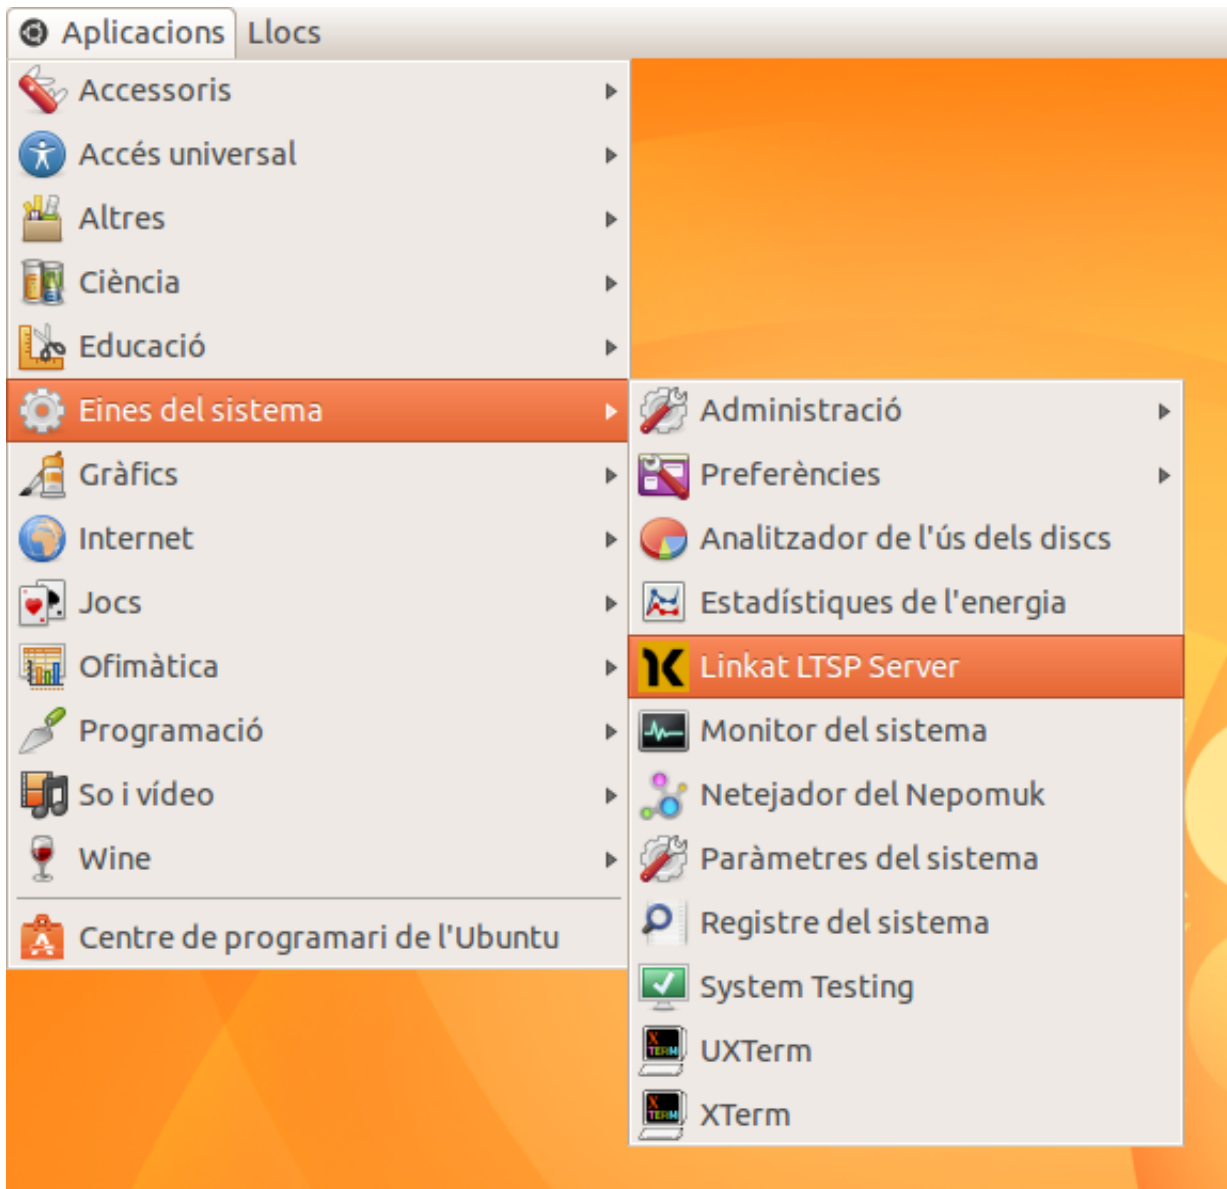 Aplicacions Llocs
Accessoris
Accés universal
Altres
Ciència
Educació
Eines del sistema
Gràfics
Internet
Jocs
Ofimàtica
Programació
So i vídeo
Wine
Centre de programari de l'Ubuntu
Administració
Preferències
Analitzador de l'ús dels discs
Estadístiques de l'energia
Linkat LTSP Server
Monitor del sistema
Netejador del Nepomuk
Paràmetres del sistema
Registre del sistema
System Testing
X TERM UXTerm
X TERM XTerm